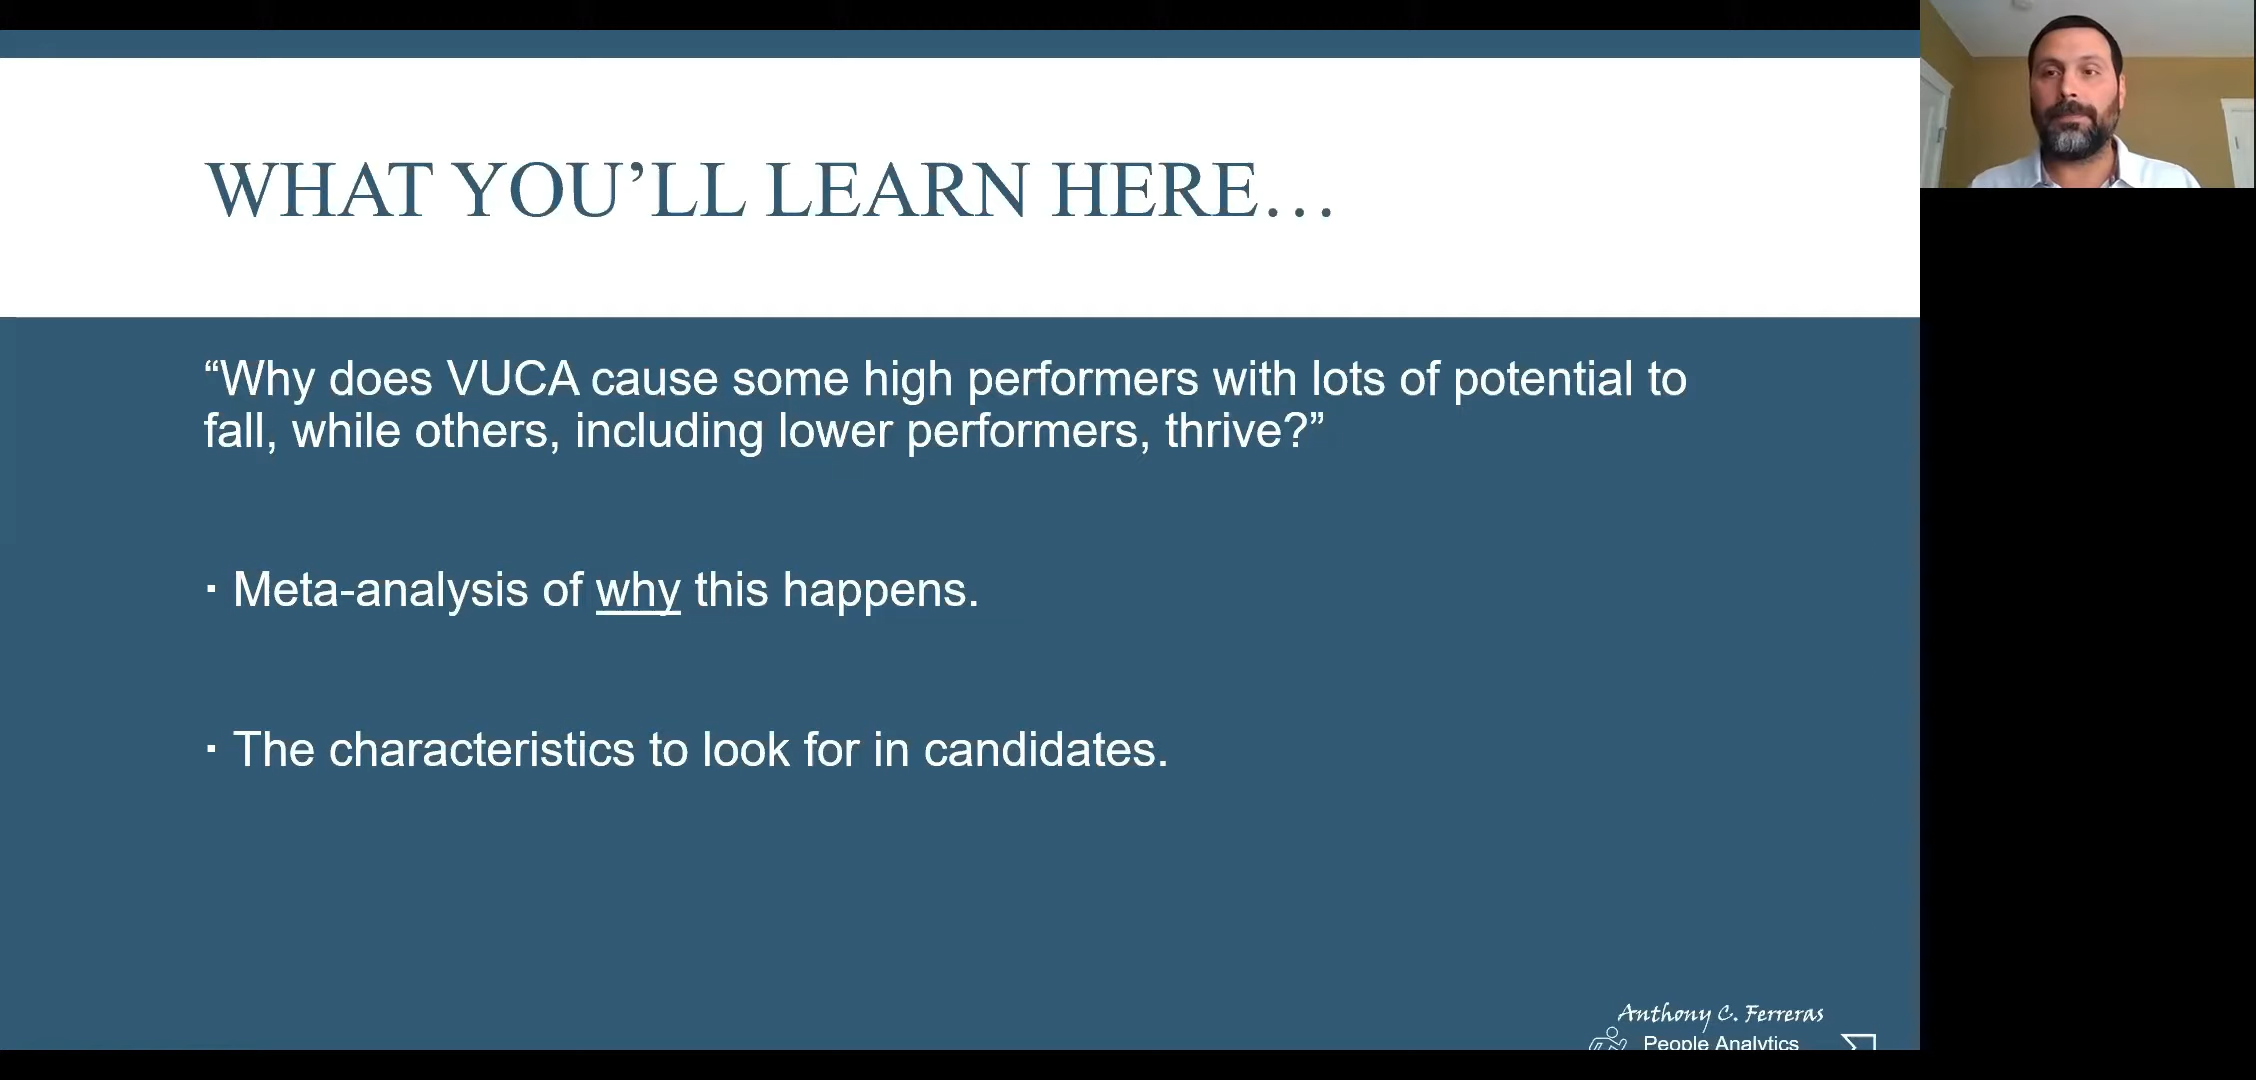 WHAT YOU’LL LEARN HERE…
“Why does VUCA cause some high performers with lots of potential to
fall, while others, including lower performers, thrive?”
▪ Meta-analysis of why this happens.
▪ The characteristics to look for in candidates.
Anthony C. Ferreras
People Analytics